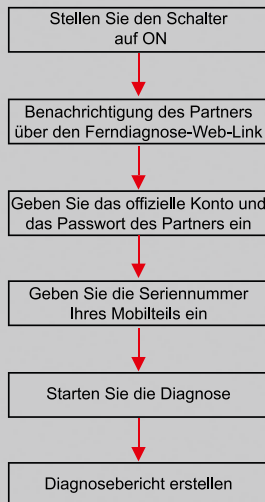 Stellen Sie den Schalter
auf ON
Benachrichtigung des Partners
über den Ferndiagnose-Web-Link
Geben Sie das offizielle Konto und
das Passwort des Partners ein
Geben Sie die Seriennummer
Ihres Mobilteils ein
Starten Sie die Diagnose
Diagnosebericht erstellen